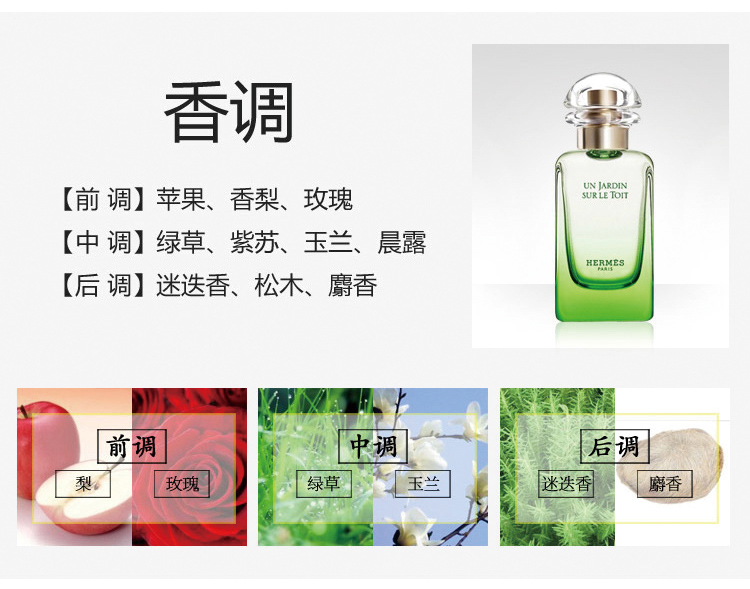 香调
【前 调】苹果、香梨、玫瑰
【中 调】绿草、紫苏、玉兰、晨露
【后 调】迷迭香、松木、麝香
UN JARDIN
SUR LE TOIT
HERMÈS
PARIS
前调
梨
玫瑰
中调
绿草
玉兰
后调
迷迭香
麝香